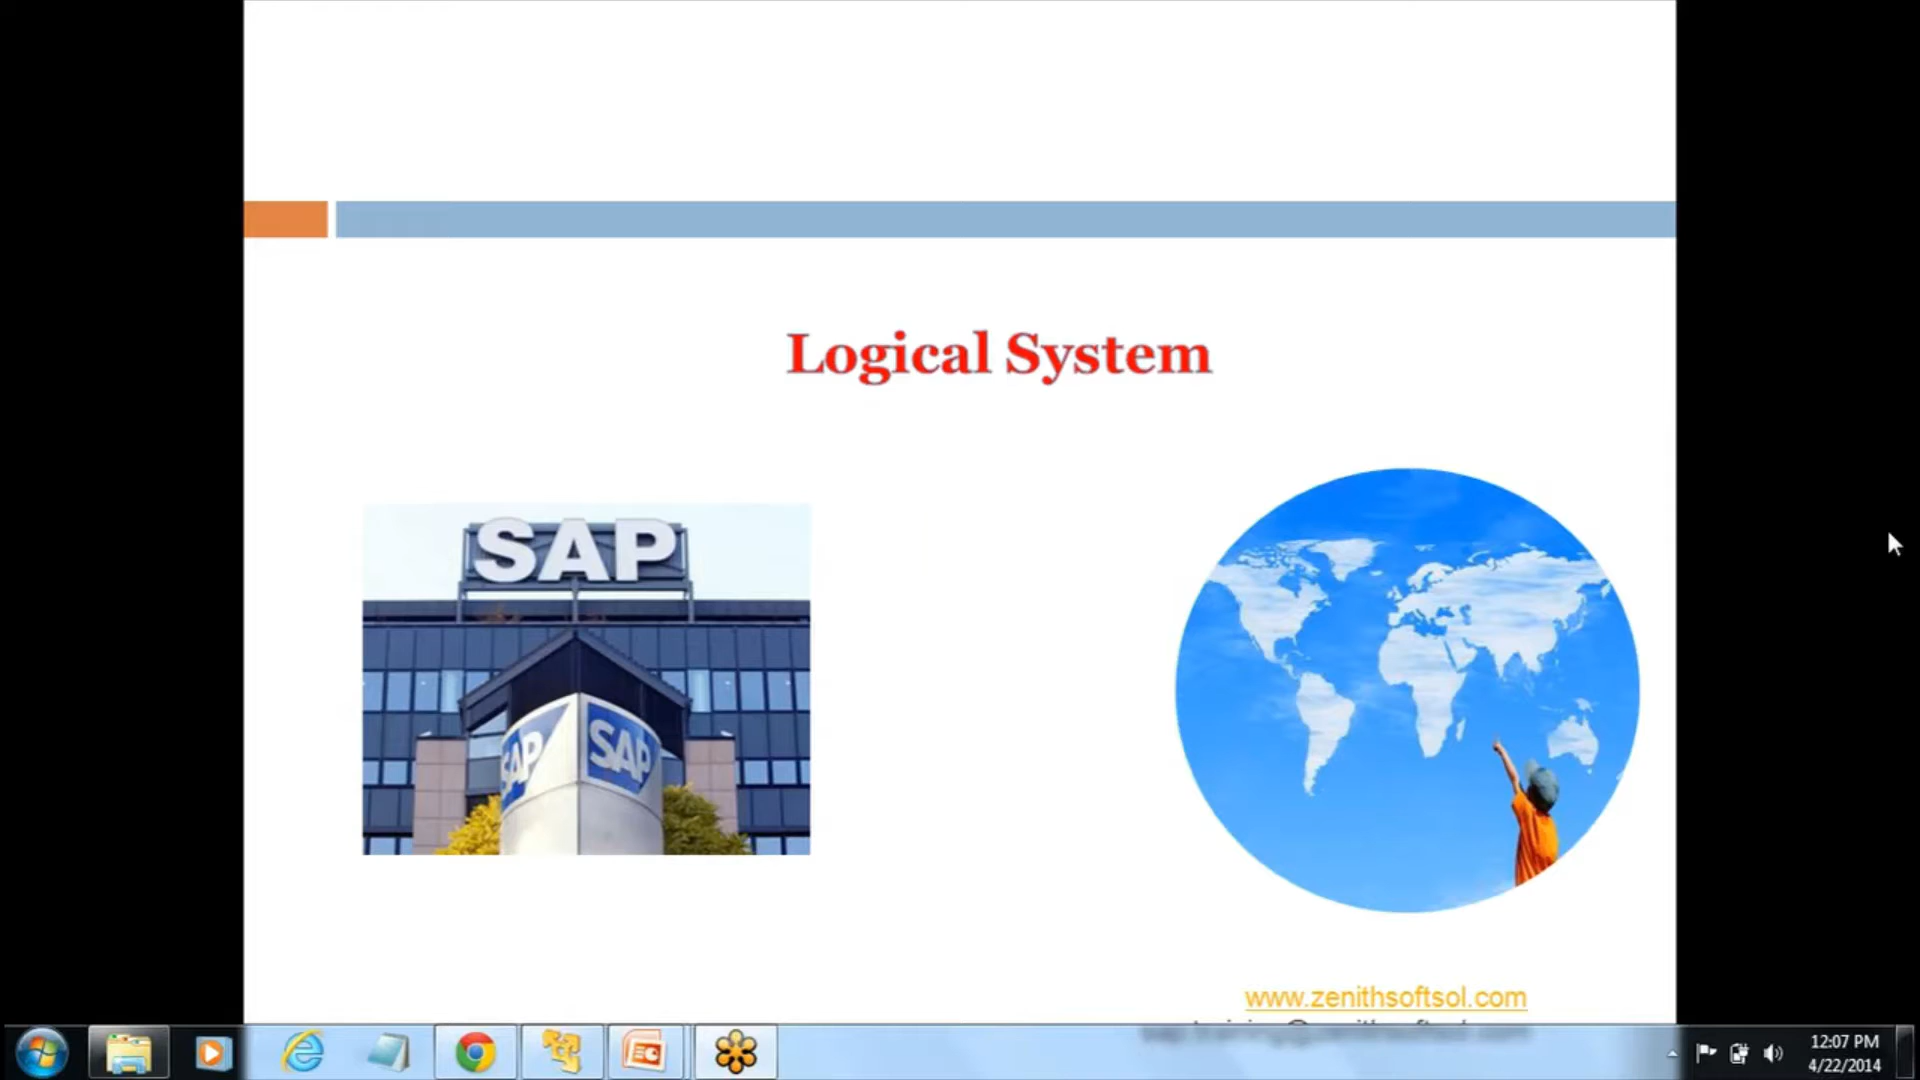 Logical System
SAP
SAP SAP
www.zenithsoftsol.com
12:07 PM
4/22/2014